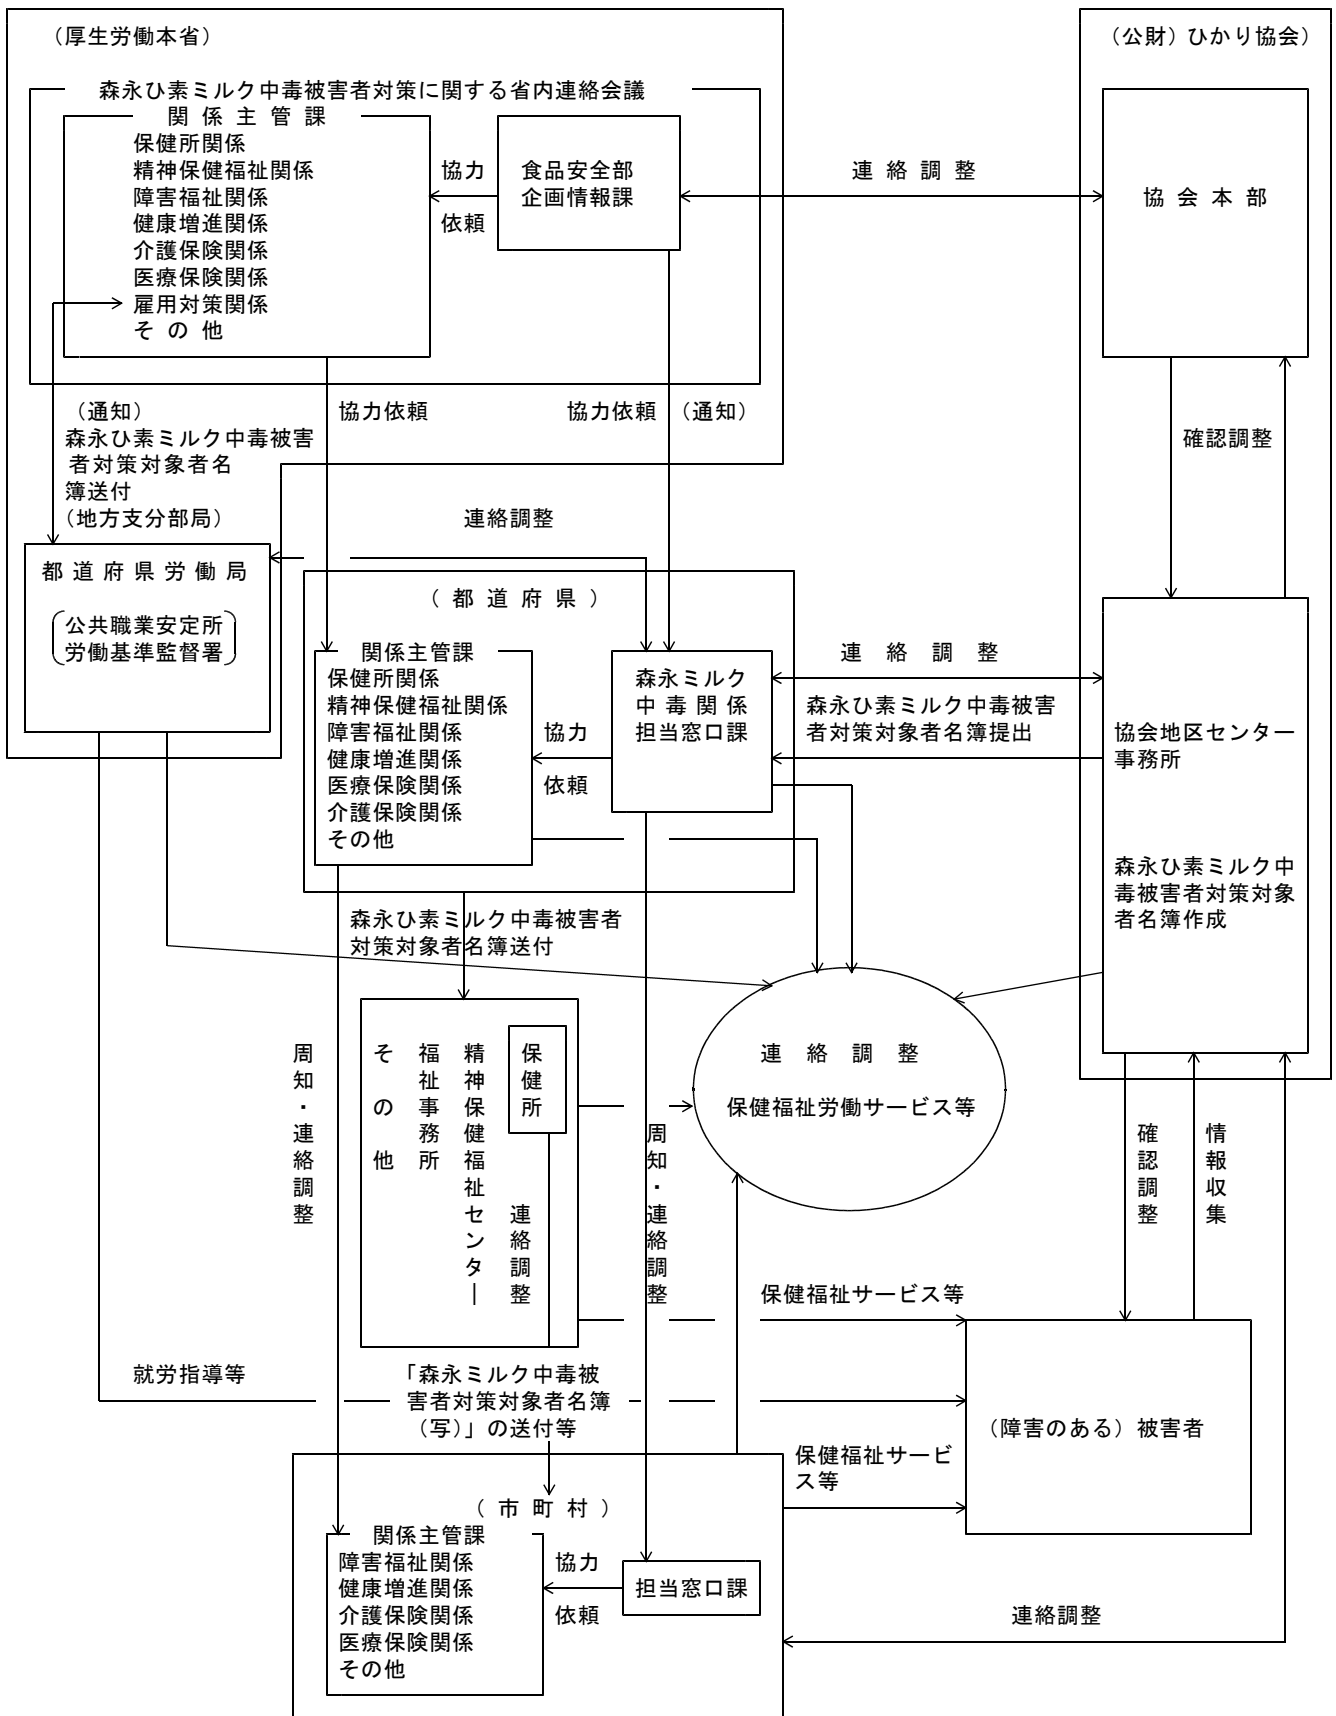 （厚生労働本省）
森永ひ素ミルク中毒被害者対策に関する省内連絡会議
関 係 主 管 課
保健所関係
精神保健福祉関係
障害福祉関係
健康増進関係
介護保険関係
医療保険関係
雇用対策関係
そ の 他
協力
依頼
食品安全部
企画情報課
連 絡 調 整
（公財）ひかり協会）
協 会 本 部
（通知）
森永ひ素ミルク中毒被害
者対策対象者名
簿送付
（地方支分部局）
協力依頼
協力依頼 （通知）
確認調整
連絡調整
都 道 府 県 労 働 局
公共職業安定所
労働基準監督署
（ 都 道 府 県 ）
関係主管課
保健所関係
精神保健福祉関係
障害福祉関係
健康増進関係
医療保険関係
介護保険関係
その他
協力
依頼
森永ミルク
中 毒 関 係
担当窓口課
連 絡 調 整
森永ひ素ミルク中毒被害
者対策対象者名簿提出
協会地区センター
事務所
森永ひ素ミルク中
毒被害者対策対象
者名簿作成
森永ひ素ミルク中毒被害者
対策対象者名簿送付
周知・連絡調整
そ の 他
福祉事務所
精神保健福祉センター
保健所
連絡調整
周知・連絡調整
連 絡 調 整
保健福祉労働サービス等
確認調整
情報収集
保健福祉サービス等
就労指導等
「森永ミルク中毒被
害者対策対象者名簿
（写）」の送付等
（障害のある）被害者
保健福祉サービ
ス等
（ 市 町 村 ）
関係主管課
障害福祉関係
健康増進関係
介護保険関係
医療保険関係
その他
協力
依頼
担当窓口課
連絡調整